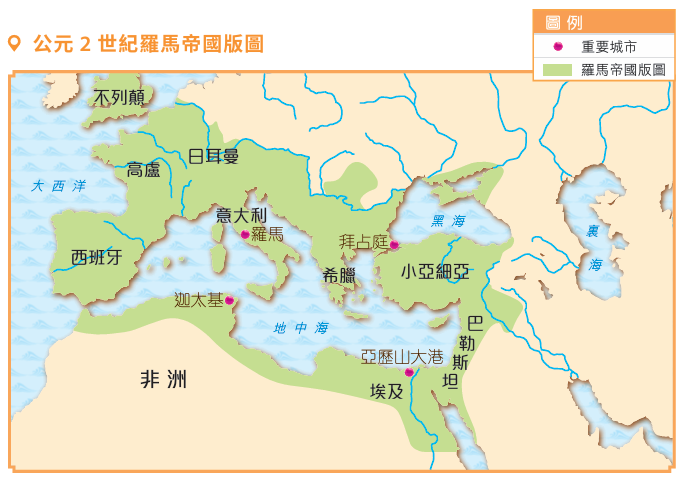 公元 2 世紀羅馬帝國版圖
圖例
重要城市
羅馬帝國版圖
不列顛
日耳曼
高盧
大西洋
意大利
羅馬
黑海
裏海
拜占庭
西班牙
希臘
小亞細亞
迦太基
地中海
巴勒斯坦
亞歷山大港
非洲
埃及